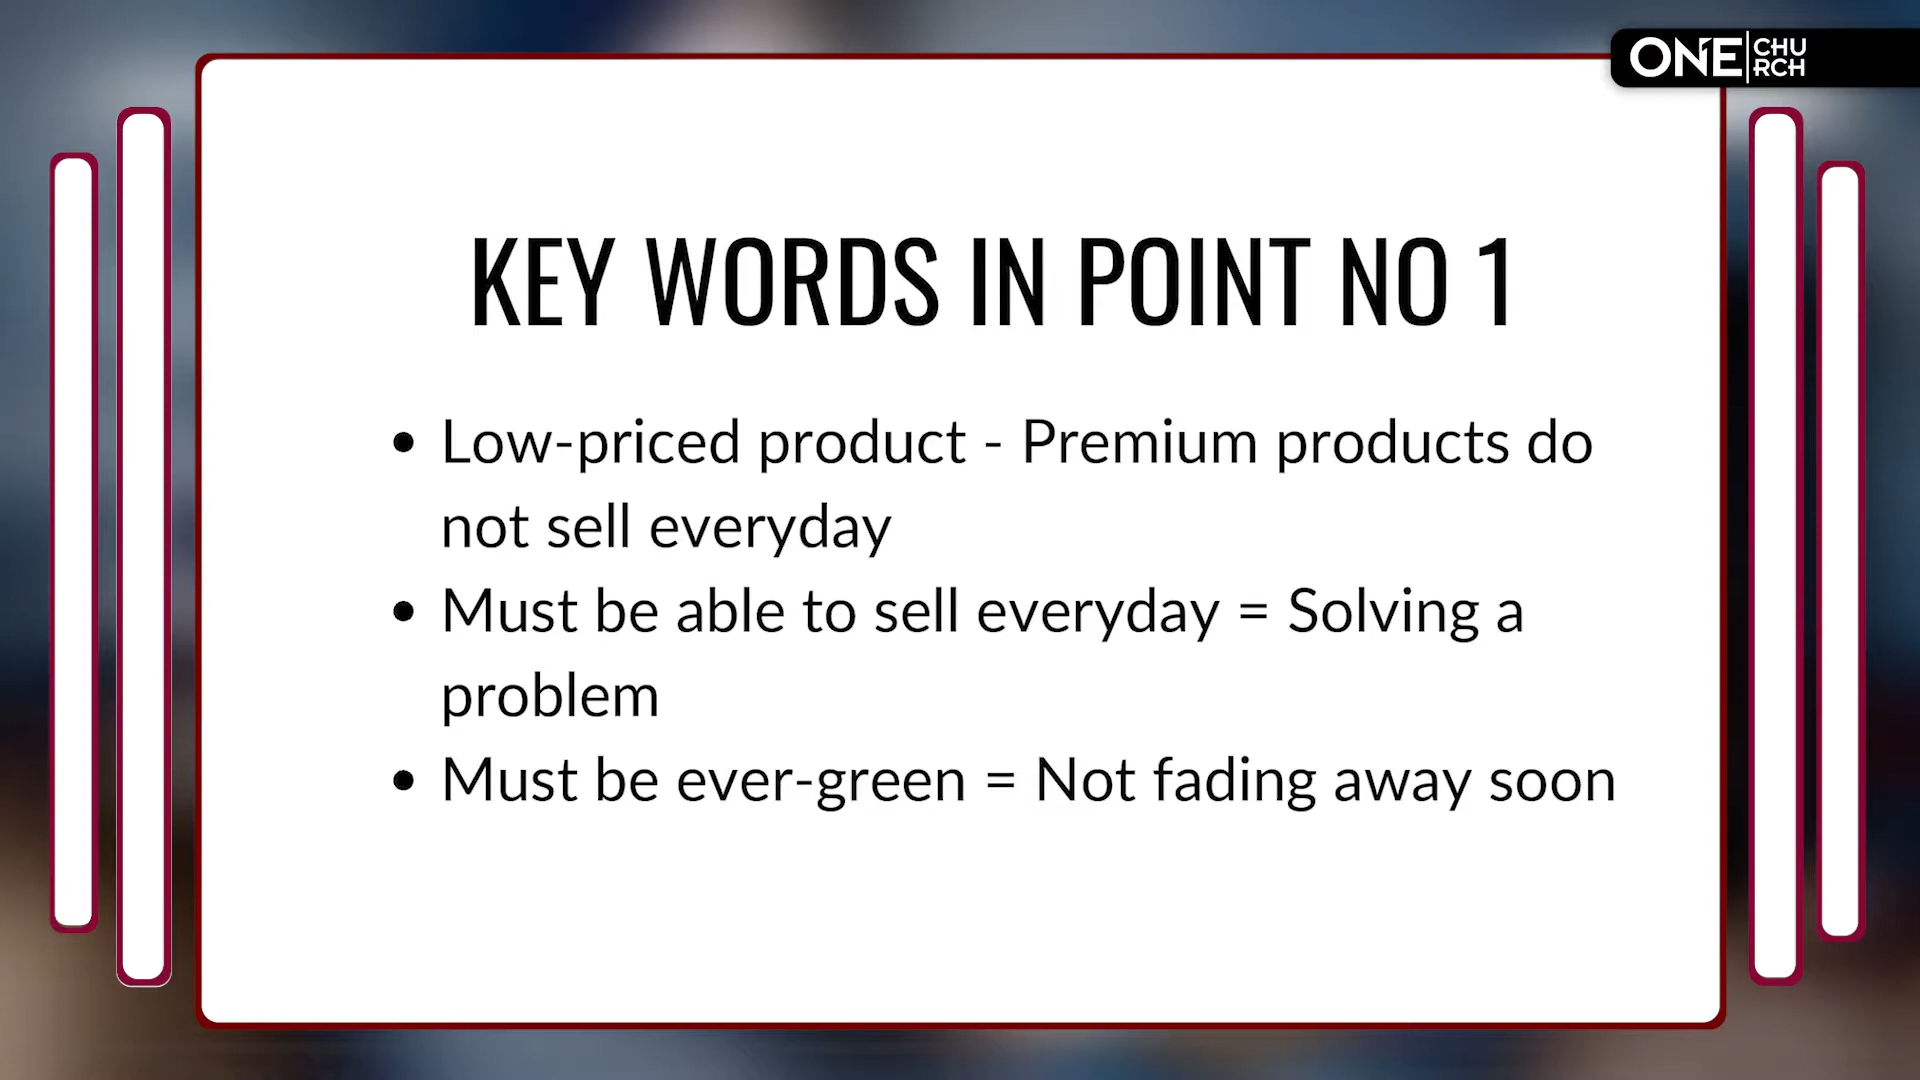 ONE CHU
RCH
KEY WORDS IN POINT NO 1
• Low-priced product - Premium products do
not sell everyday
• Must be able to sell everyday = Solving a
problem
• Must be ever-green = Not fading away soon